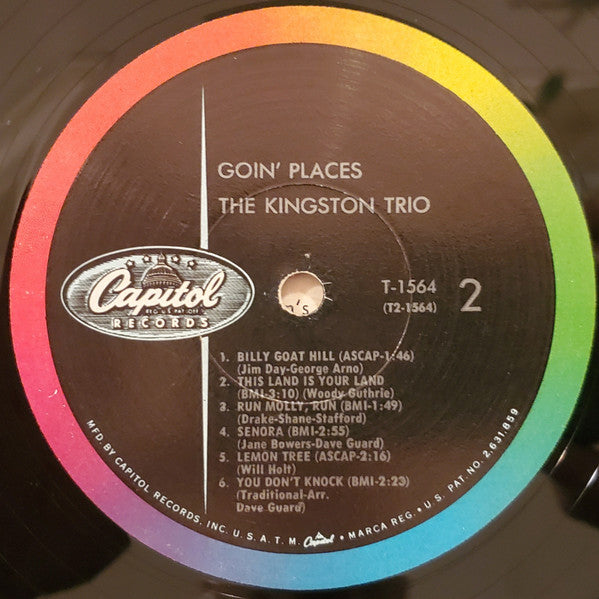 GOIN' PLACES
THE KINGSTON TRIO
Capitol
REG. U.S. PAT. OFF.
RECORDS
T-1564
(T2-1564)
2
's
1. BILLY GOAT HILL (ASCAP-1:46)
(Jim Day-George Arno)
2. THIS LAND IS YOUR LAND
(BMI-3:10) (Woody Guthrie)
3. RUN MOLLY, RUN (BMI-1:49)
(Drake-Shane-Stafford)
4. SENORA (BMI-2:55)
(Jane Bowers-Dave Guard)
5. LEMON TREE (ASCAP-2:16)
(Will Holt)
6. YOU DON'T KNOCK (BMI-2:23)
(Traditional-Arr.
Dave Guard)
MFD. BY CAPITOL RECORDS, INC. U.S.A. T.M. Capitol MARCA REG. • U.S. PAT. NO. 2,631,859